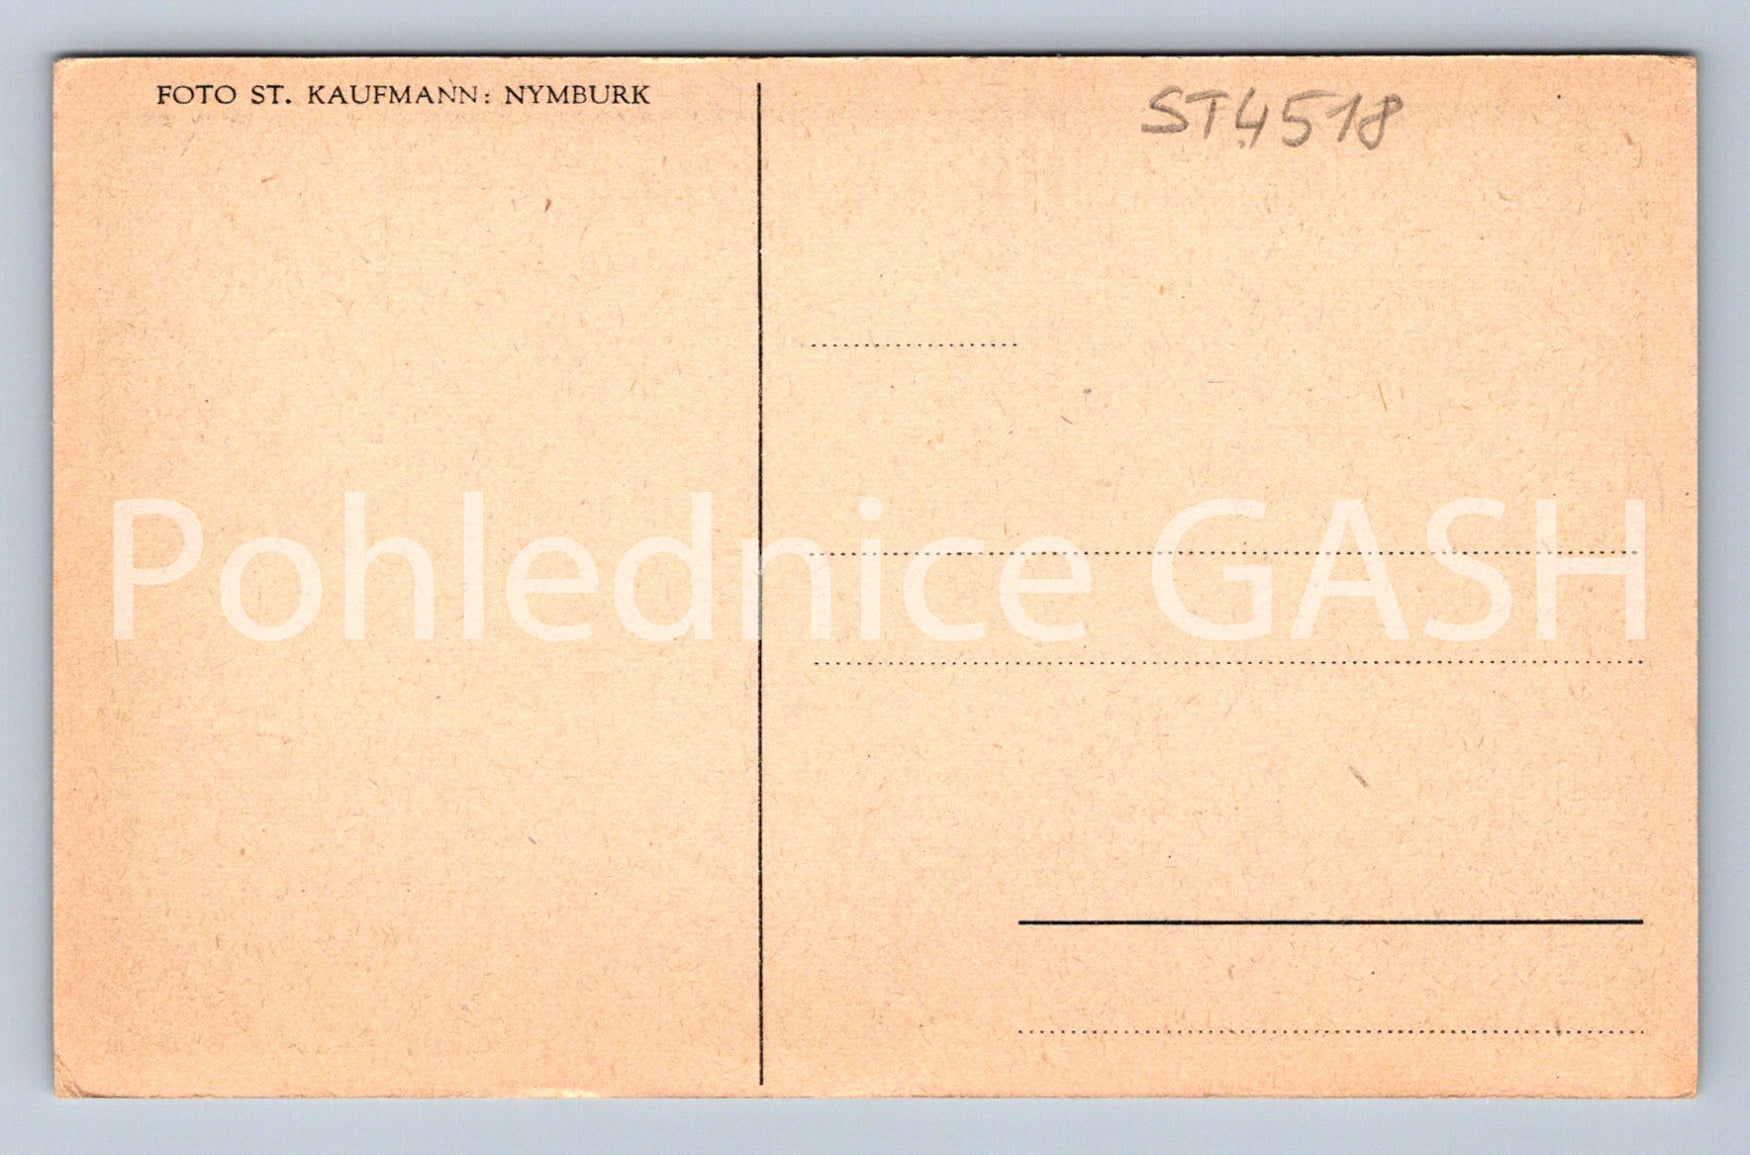 FOTO ST. KAUFMANN: NYMBURK
ST4518
Pohlednice GASH